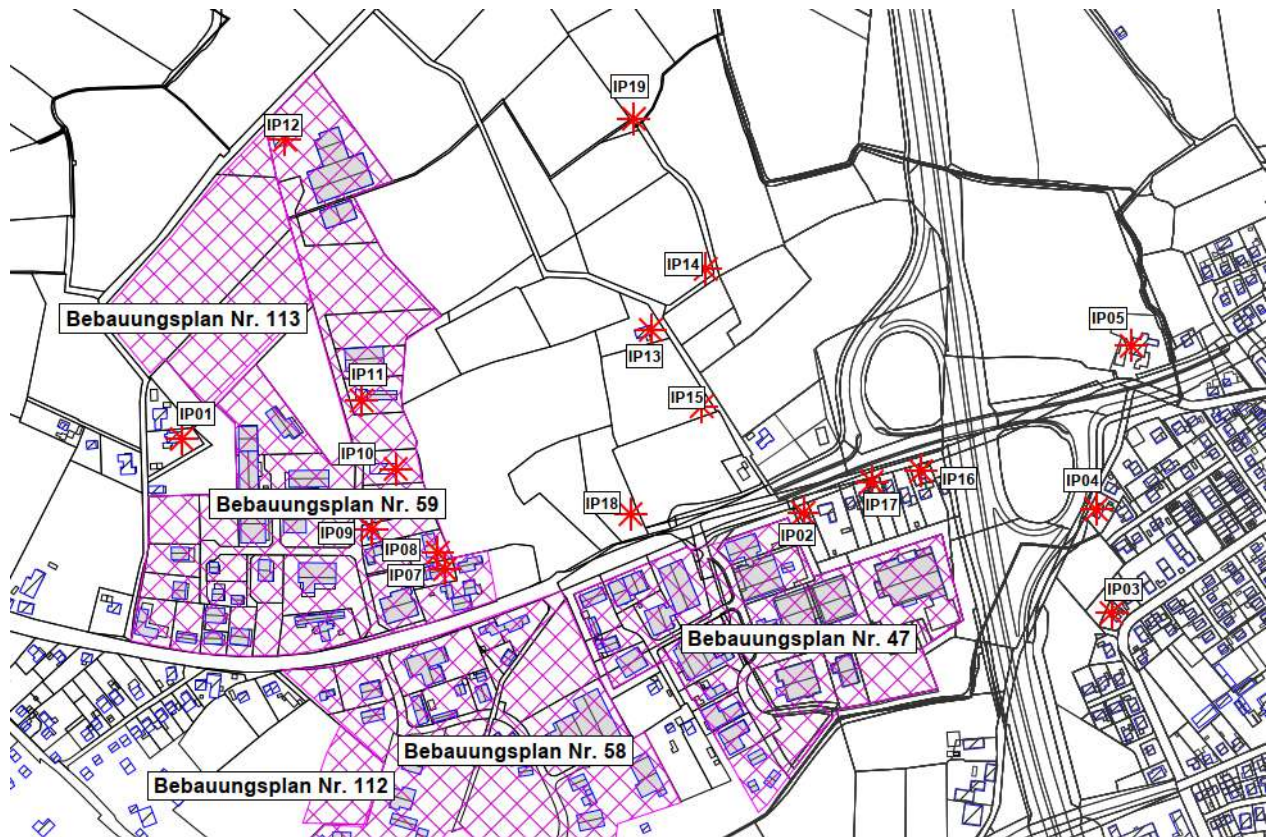 IP19
IP12
IP14
Bebauungsplan Nr. 113
IP05
IP13
IP11
IP15
IP01
IP10
IP16
IP04
Bebauungsplan Nr. 59
IP18
IP17
IP09
IP02
IP08
IP07
IP03
Bebauungsplan Nr. 47
Bebauungsplan Nr. 58
Bebauungsplan Nr. 112